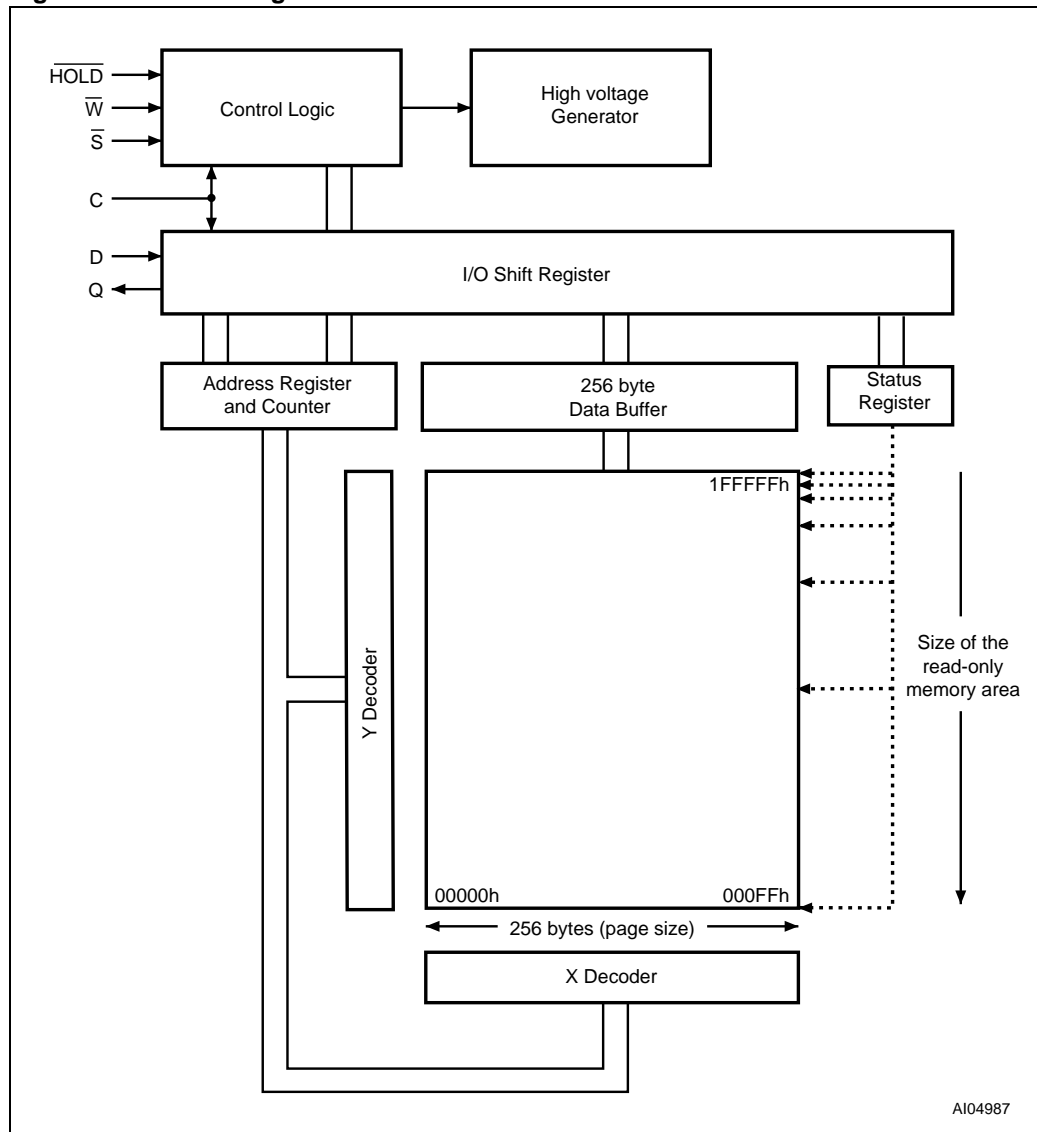 HOLD
W
S
C
D
Q
Control Logic
High voltage
Generator
I/O Shift Register
Address Register
and Counter
256 byte
Data Buffer
Status
Register
1FFFFFh
Y Decoder
Size of the
read-only
memory area
00000h
000FFh
256 bytes (page size)
X Decoder
AI04987